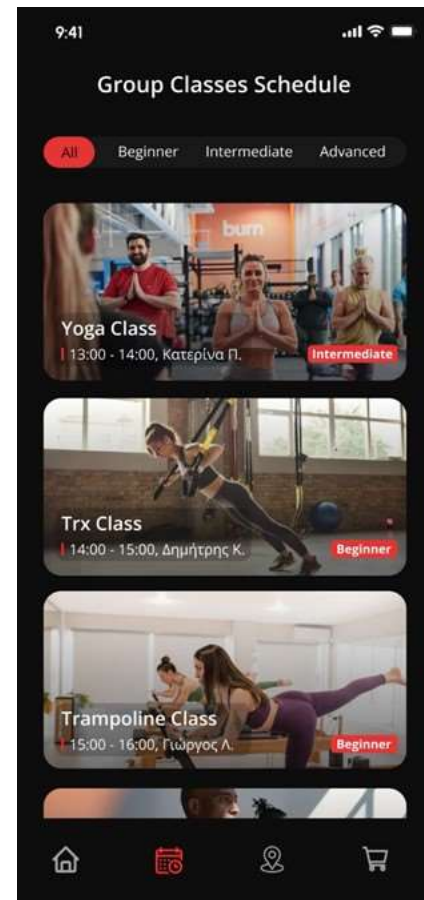 9:41
Group Classes Schedule
All Beginner Intermediate Advanced
burn
Yoga Class
13:00 - 14:00, Κατερίνα Π.
Intermediate
Trx Class
14:00 - 15:00, Δημήτρης Κ.
Beginner
Trampoline Class
15:00 - 16:00, Γιώργος Λ.
Beginner